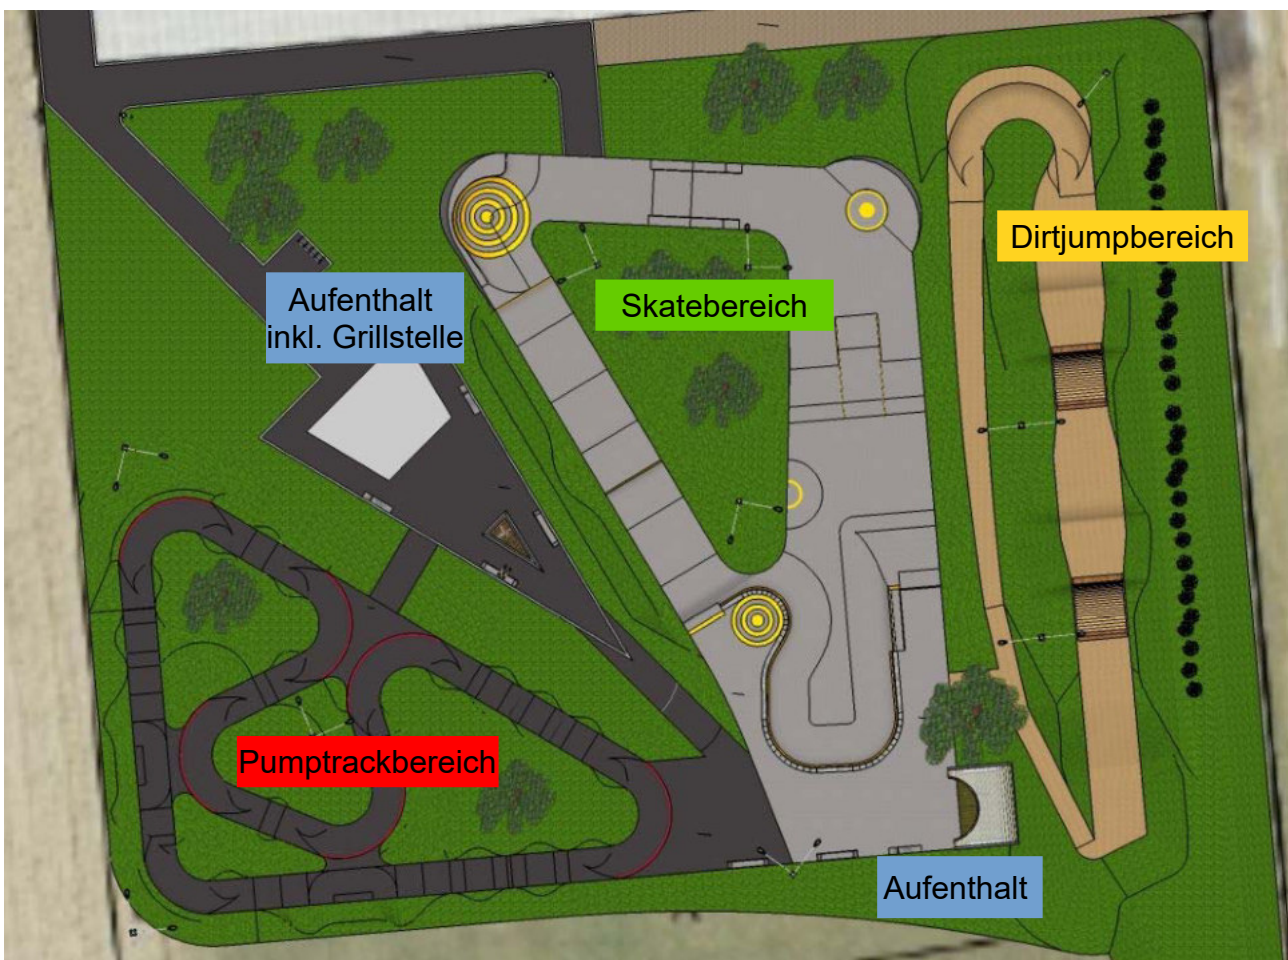 Dirtjumpbereich
Aufenthalt
inkl. Grillstelle
Skatebereich
Pumptrackbereich
Aufenthalt